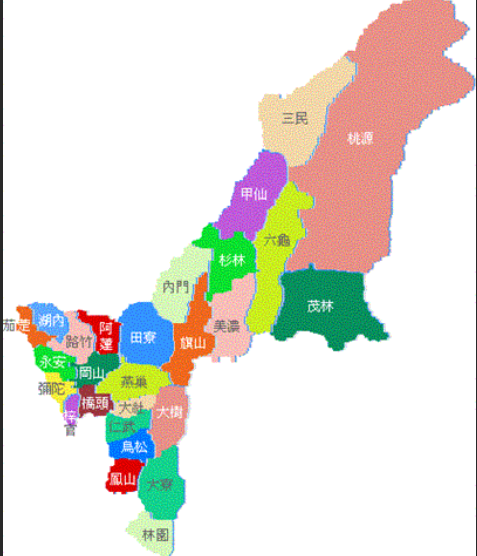 三民
桃源
甲仙
六龜
杉林
內門
茂林
美濃
茄萣
湖內
路竹
阿蓮
田寮
旗山
永安
岡山
彌陀
燕巢
橋頭
大社
大樹
梓官
仁武
鳥松
鳳山
大寮
林園